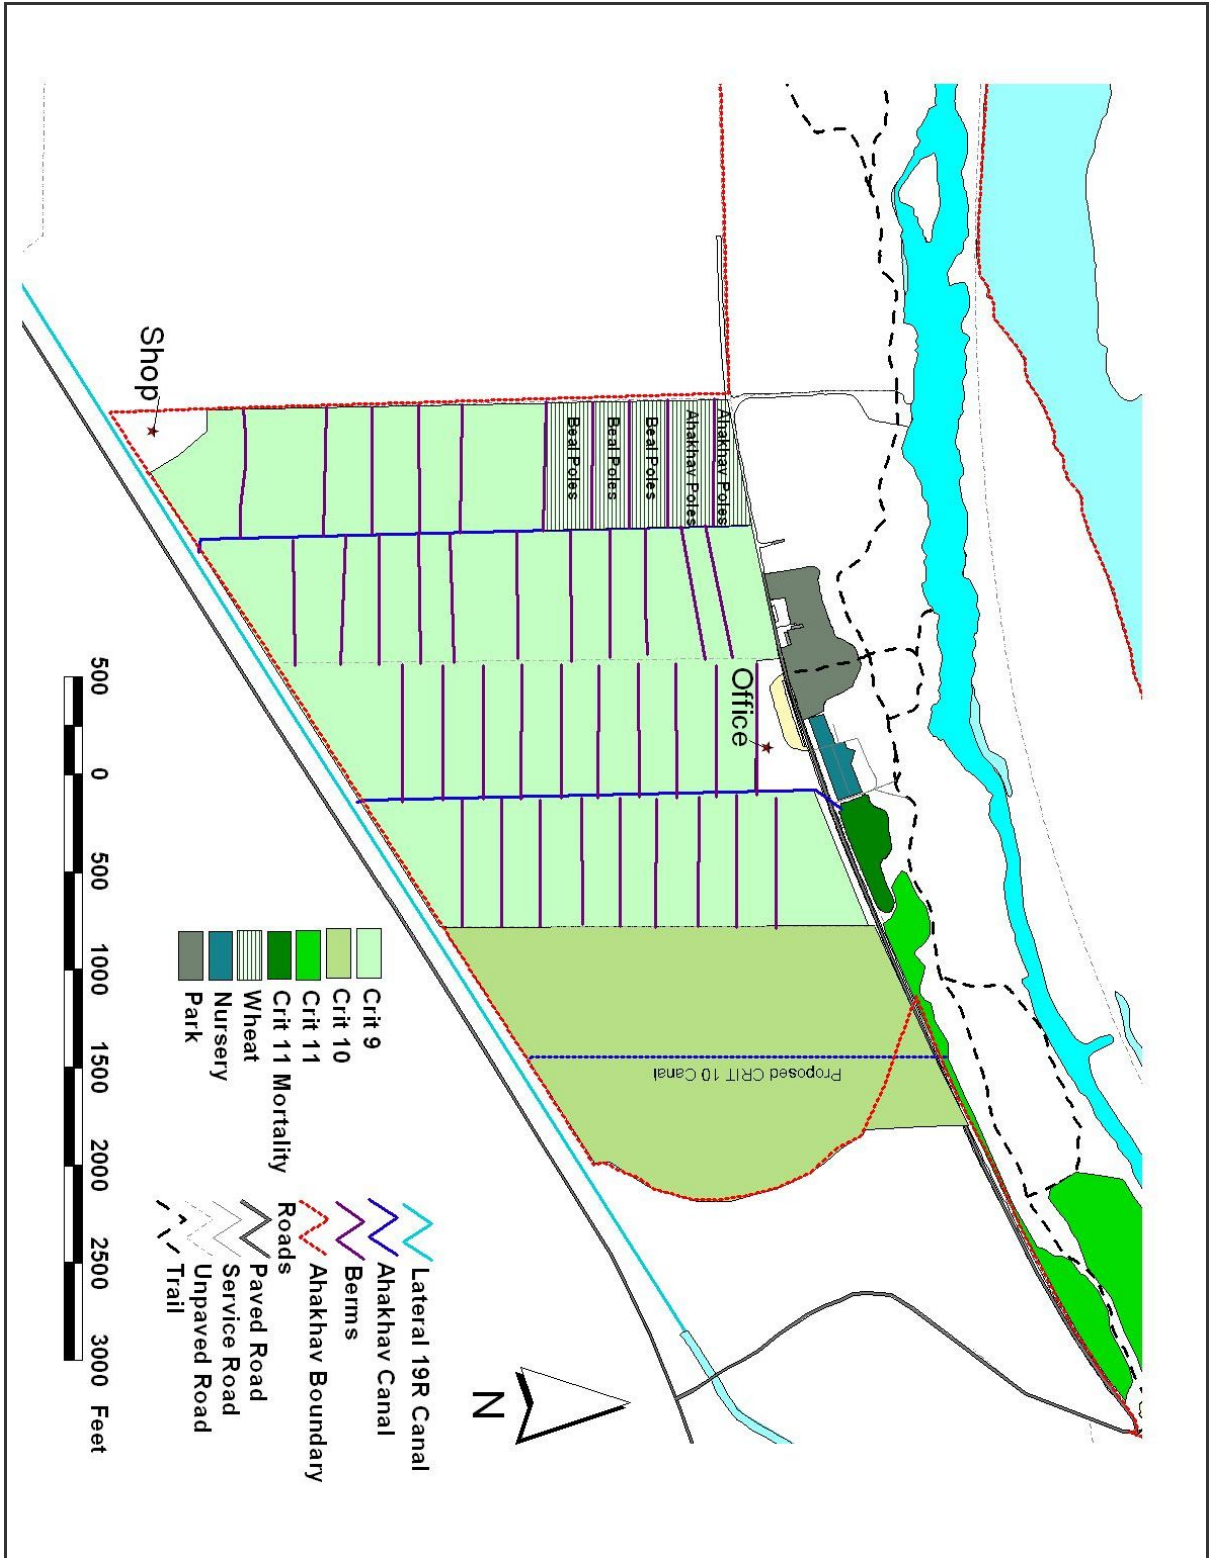 Shop
Ahakhav Poles
Ahakhav Poles
Beal Poles
Beal Poles
Beal Poles
Office
Proposed CRIT 10 Canal
Crit 9
Crit 10
Crit 11
Crit 11 Mortality
Wheat
Nursery
Park
Lateral 19R Canal
Ahakhav Canal
Berms
Ahakhav Boundary
Roads
Paved Road
Service Road
Unpaved Road
Trail
N
500 0 500 1000 1500 2000 2500 3000 Feet